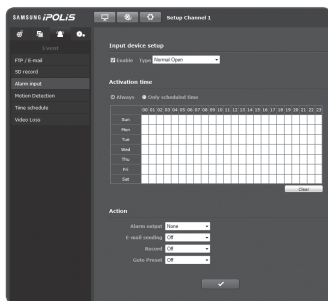 SAMSUNG iPOLiS
Setup Channel 1
Event
FTP / E-mail
SD record
Alarm input
Motion Detection
Time schedule
Video Loss
Input device setup
Enable Type Normal Open
Activation time
Always Only scheduled time
00 01 02 03 04 05 06 07 08 09 10 11 12 13 14 15 16 17 18 19 20 21 22 23
Sun
Mon
Tue
Wed
Thu
Fri
Sat
Clear
Action
Alarm output None
E-mail sending Off
Record Off
Goto Preset Off